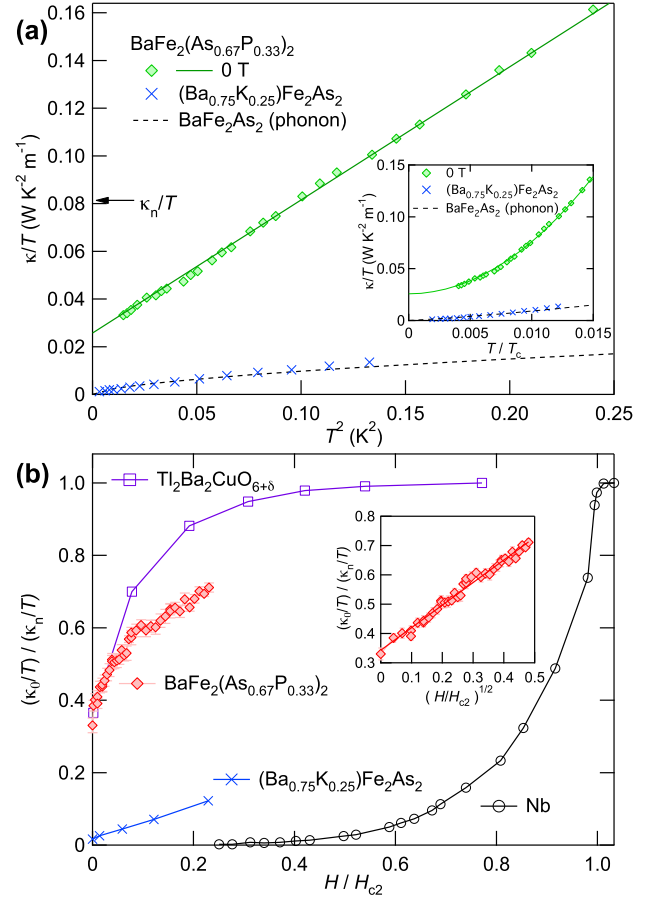 (a)
0.16
0.14
0.12
0.10
0.08
0.06
0.04
0.02
0
κ/T (W K⁻² m⁻¹)
BaFe₂(As₀.₆₇P₀.₃₃)₂
0 T
(Ba₀.₇₅K₀.₂₅)Fe₂As₂
BaFe₂As₂ (phonon)
κₙ/T
0 0.05 0.10 0.15 0.20 0.25
T² (K²)
0.15
0.10
0.05
0
κ/T (W K⁻² m⁻¹)
0 T
(Ba₀.₇₅K₀.₂₅)Fe₂As₂
BaFe₂As₂ (phonon)
0 0.005 0.010 0.015
T / T꜀
(b)
1.0
0.8
0.6
0.4
0.2
0
(κ₀/T) / (κₙ/T)
Tl₂Ba₂CuO₆₊δ
BaFe₂(As₀.₆₇P₀.₃₃)₂
(Ba₀.₇₅K₀.₂₅)Fe₂As₂
Nb
0 0.2 0.4 0.6 0.8 1.0
H / H꜀₂
0.8
0.7
0.6
0.5
0.4
0.3
(κ₀/T) / (κₙ/T)
0 0.1 0.2 0.3 0.4 0.5
(H/H꜀₂)¹/²